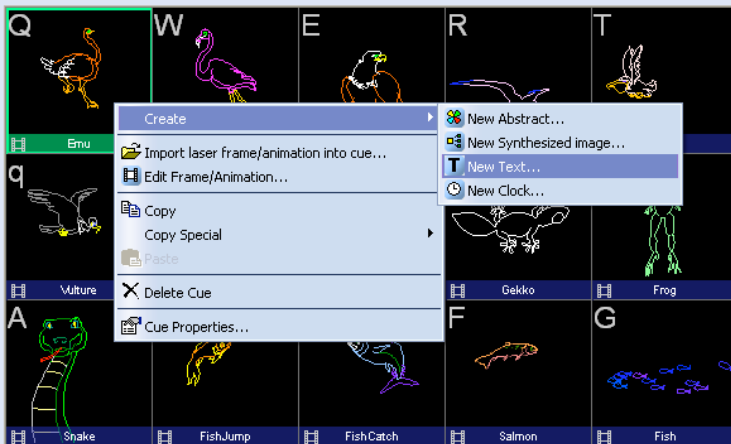 Q
W
E
R
T
Emu
Create
Import laser frame/animation into cue...
Edit Frame/Animation...
Copy
Copy Special
Paste
Delete Cue
Cue Properties...
New Abstract...
New Synthesized image...
T New Text...
New Clock...
q
Vulture
Gekko
Frog
A
F
G
Snake
FishJump
FishCatch
Salmon
Fish